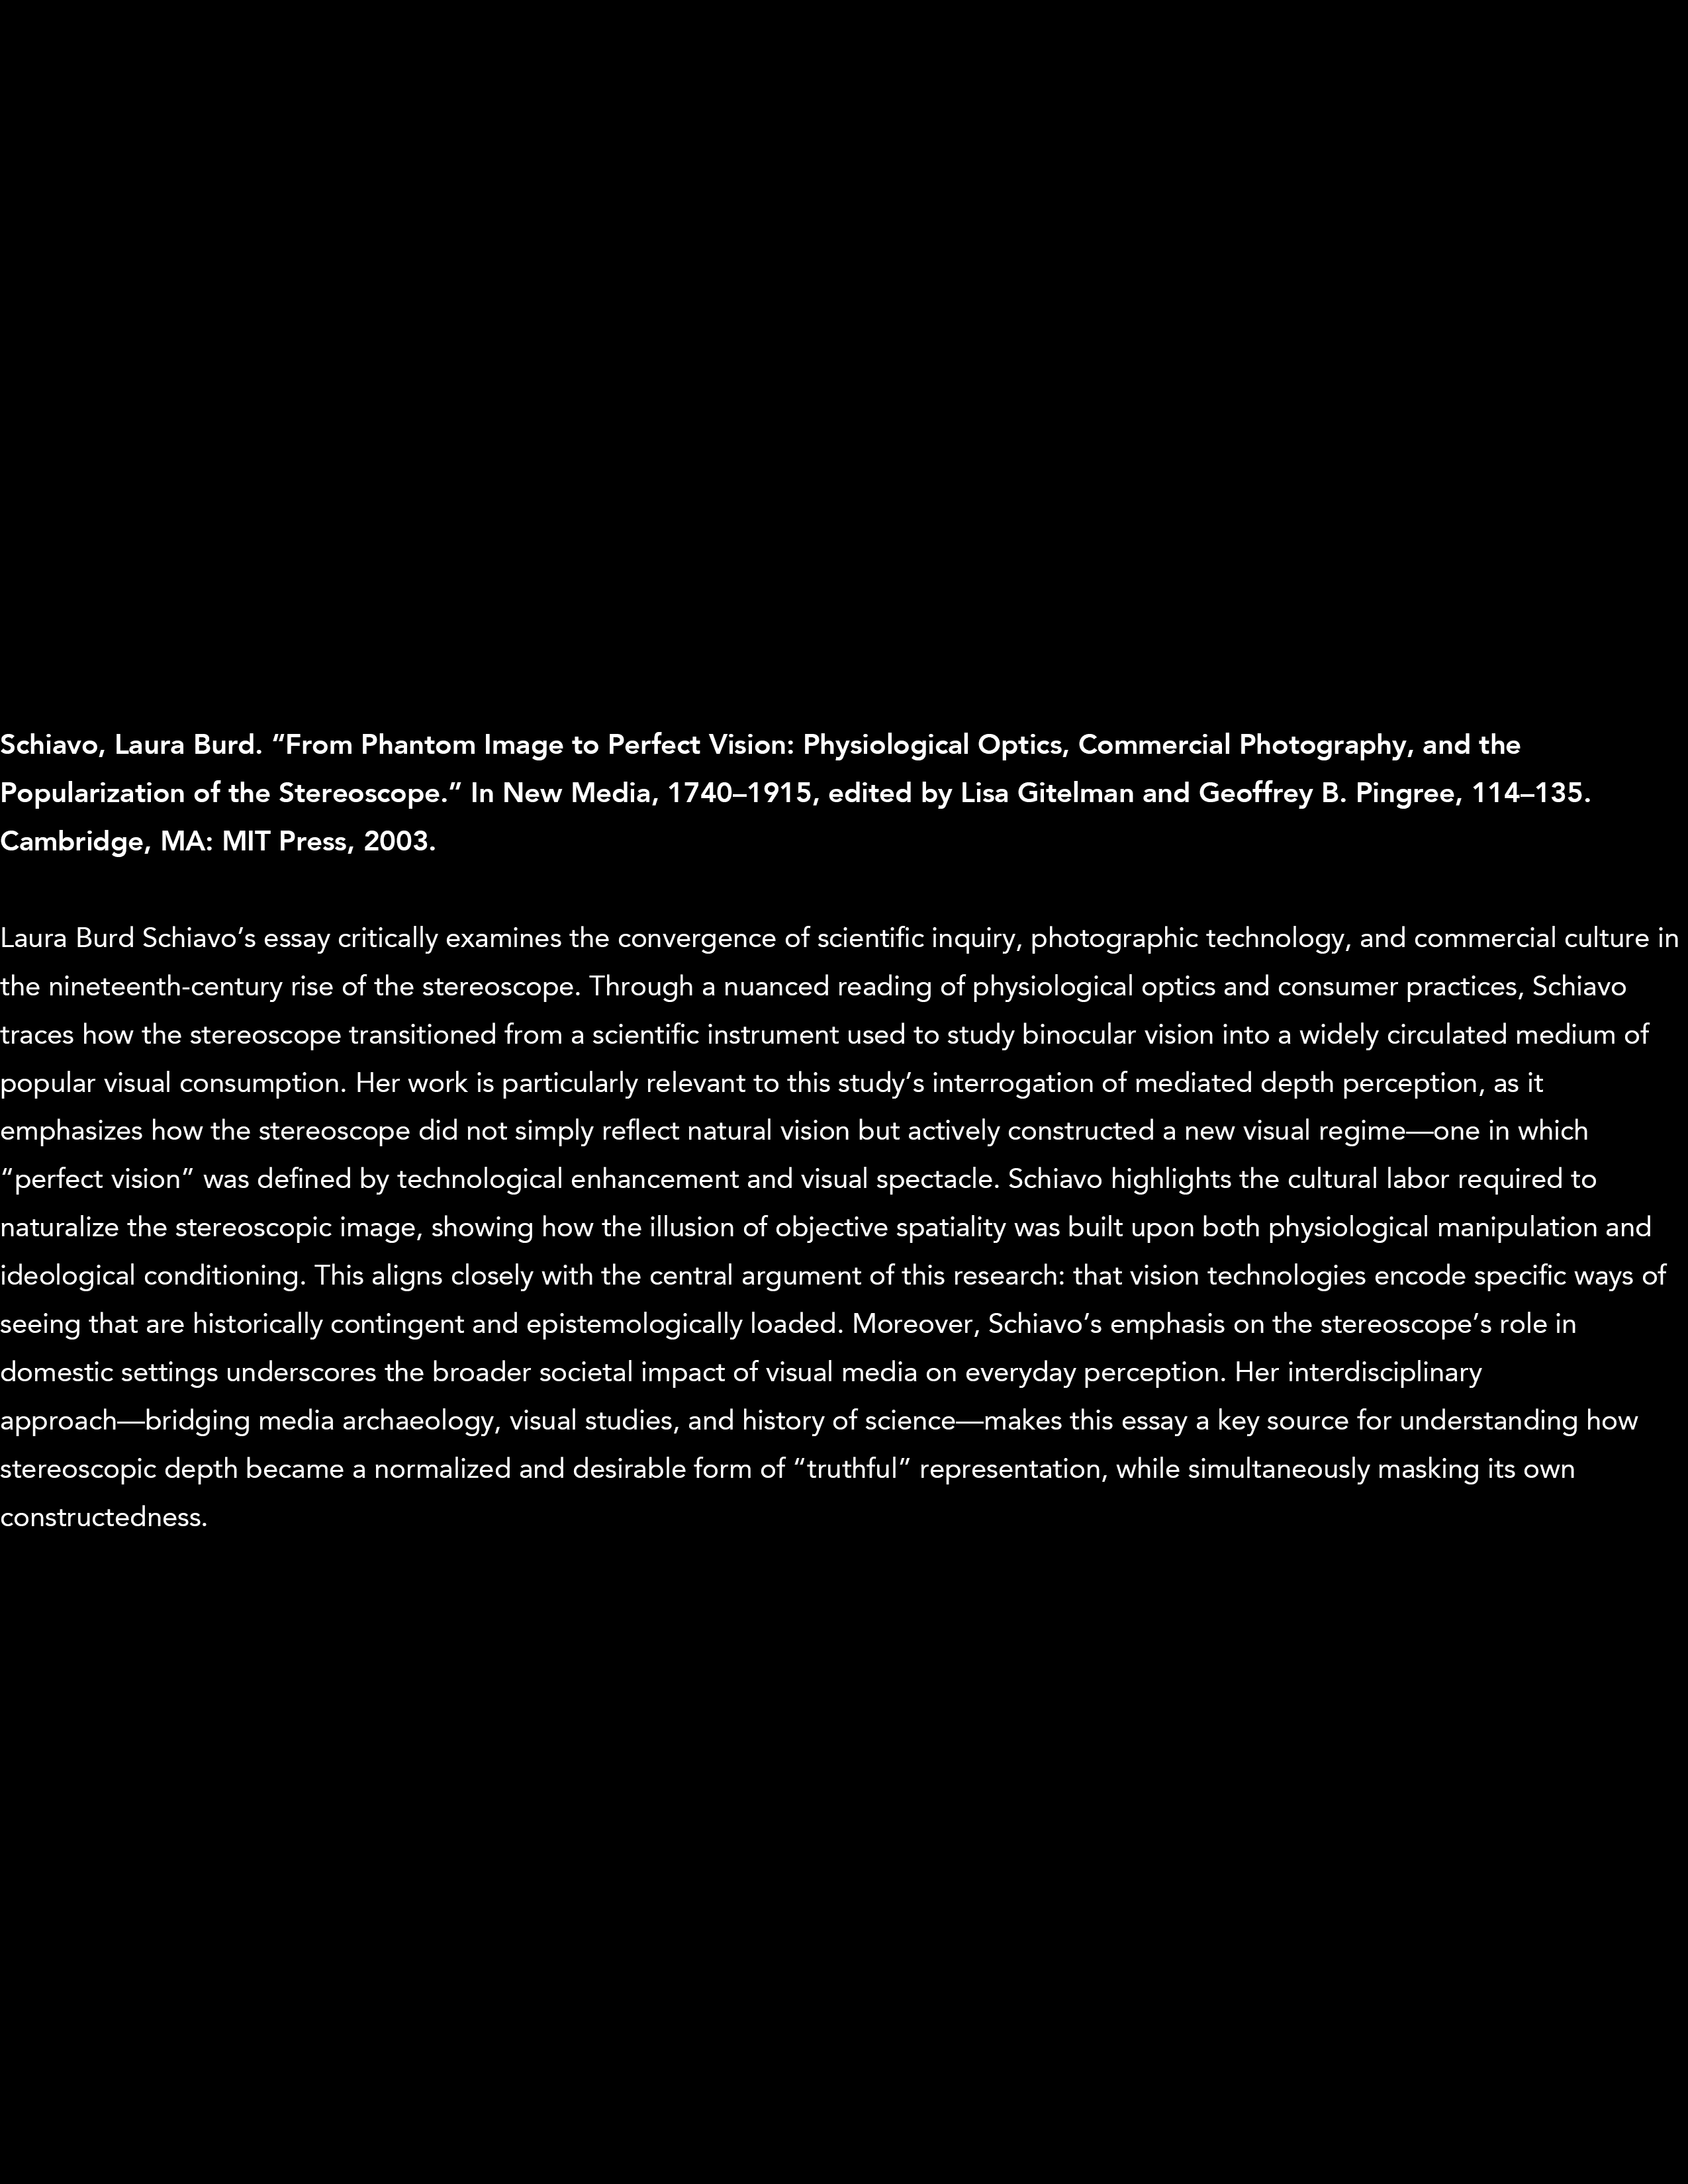 Schiavo, Laura Burd. “From Phantom Image to Perfect Vision: Physiological Optics, Commercial Photography, and the
Popularization of the Stereoscope.” In New Media, 1740–1915, edited by Lisa Gitelman and Geoffrey B. Pingree, 114–135.
Cambridge, MA: MIT Press, 2003.
Laura Burd Schiavo’s essay critically examines the convergence of scientific inquiry, photographic technology, and commercial culture in
the nineteenth-century rise of the stereoscope. Through a nuanced reading of physiological optics and consumer practices, Schiavo
traces how the stereoscope transitioned from a scientific instrument used to study binocular vision into a widely circulated medium of
popular visual consumption. Her work is particularly relevant to this study’s interrogation of mediated depth perception, as it
emphasizes how the stereoscope did not simply reflect natural vision but actively constructed a new visual regime—one in which
“perfect vision” was defined by technological enhancement and visual spectacle. Schiavo highlights the cultural labor required to
naturalize the stereoscopic image, showing how the illusion of objective spatiality was built upon both physiological manipulation and
ideological conditioning. This aligns closely with the central argument of this research: that vision technologies encode specific ways of
seeing that are historically contingent and epistemologically loaded. Moreover, Schiavo’s emphasis on the stereoscope’s role in
domestic settings underscores the broader societal impact of visual media on everyday perception. Her interdisciplinary
approach—bridging media archaeology, visual studies, and history of science—makes this essay a key source for understanding how
stereoscopic depth became a normalized and desirable form of “truthful” representation, while simultaneously masking its own
constructedness.